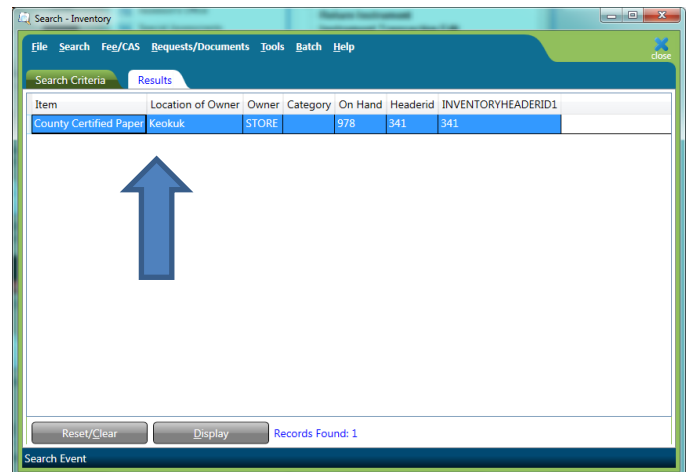 Search - Inventory
File Search Fee/CAS Requests/Documents Tools Batch Help
close
Search Criteria Results
Item Location of Owner Owner Category On Hand Headerid INVENTORYHEADERID1
County Certified Paper Keokuk STORE 978 341 341
Reset/Clear Display Records Found: 1
Search Event